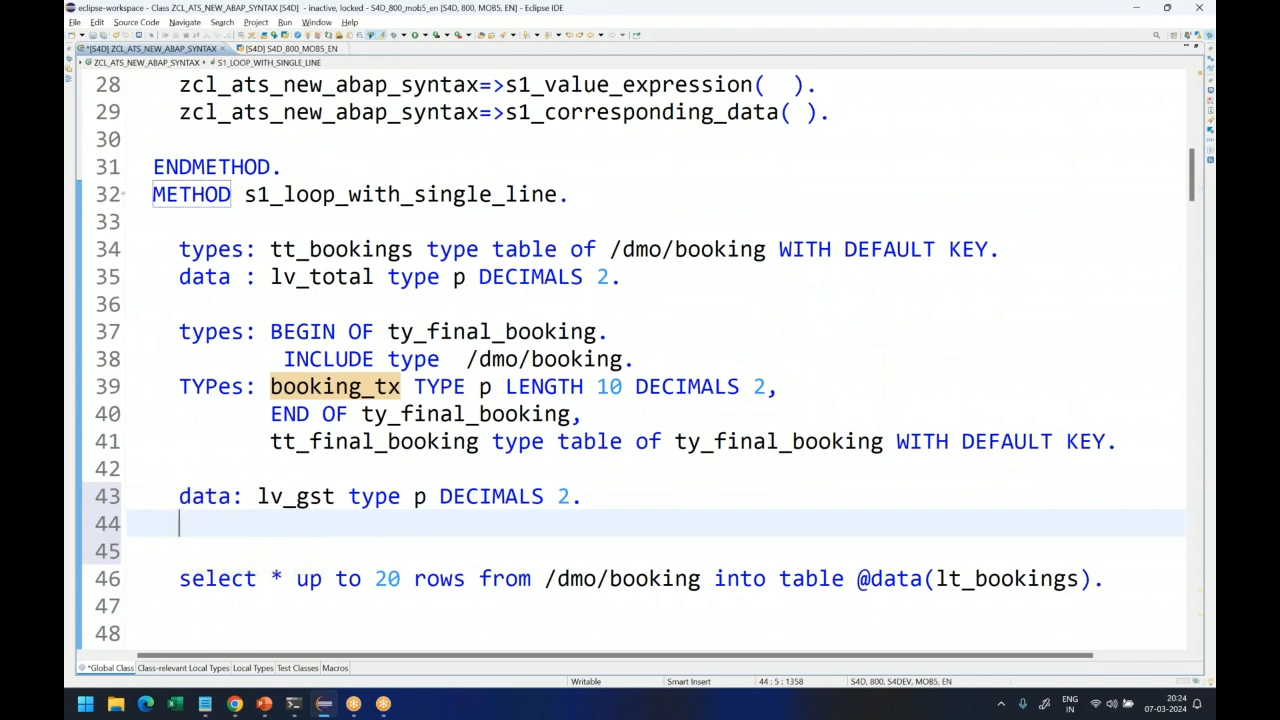 eclipse-workspace - Class ZCL_ATS_NEW_ABAP_SYNTAX [S4D] - inactive, locked - S4D_800_mob5_en [S4D, 800, MOB5, EN] - Eclipse IDE
File Edit Source Code Navigate Search Project Run Window Help
*[S4D] ZCL_ATS_NEW_ABAP_SYNTAX [S4D] S4D_800_MOB5_EN
ZCL_ATS_NEW_ABAP_SYNTAX S1_LOOP_WITH_SINGLE_LINE
28 zcl_ats_new_abap_syntax=>s1_value_expression(  ).
29 zcl_ats_new_abap_syntax=>s1_corresponding_data( ).
30
31 ENDMETHOD.
32 METHOD s1_loop_with_single_line.
33
34 types: tt_bookings type table of /dmo/booking WITH DEFAULT KEY.
35 data : lv_total type p DECIMALS 2.
36
37 types: BEGIN OF ty_final_booking.
38 INCLUDE type  /dmo/booking.
39 TYPes: booking_tx TYPE p LENGTH 10 DECIMALS 2,
40 END OF ty_final_booking,
41 tt_final_booking type table of ty_final_booking WITH DEFAULT KEY.
42
43 data: lv_gst type p DECIMALS 2.
44
45
46 select * up to 20 rows from /dmo/booking into table @data(lt_bookings).
47
48
*Global Class Class-relevant Local Types Local Types Test Classes Macros
Writable Smart Insert 44 : 5 : 1358 S4D, 800, S4DEV, MOB5, EN
ENG 20:24
IN 07-03-2024